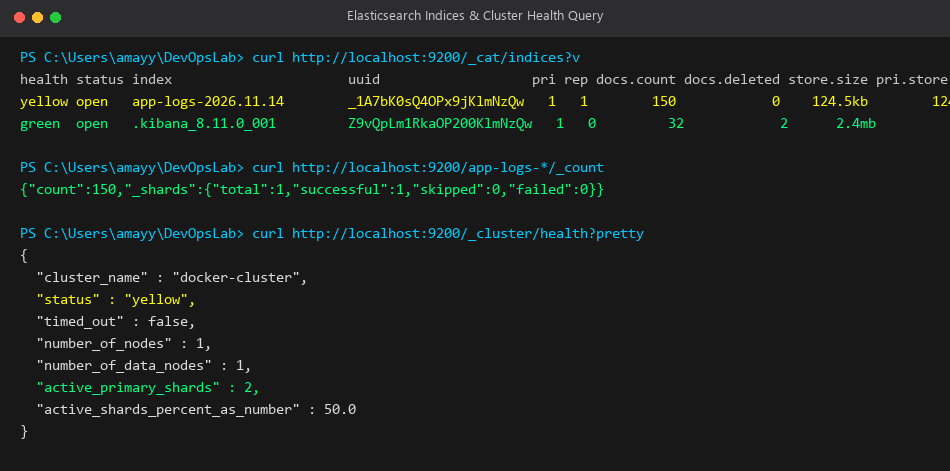 Elasticsearch Indices & Cluster Health Query
PS C:\Users\amayy\DevOpsLab> curl http://localhost:9200/_cat/indices?v
health status index                      uuid                   pri rep docs.count docs.deleted store.size pri.store
yellow open   app-logs-2026.11.14        _1A7bK0sQ4OPx9jKlmNzQw   1   1        150            0    124.5kb        124
green  open   .kibana_8.11.0_001         Z9vQpLm1RkaOP200KlmNzQw   1   0         32            2      2.4mb
PS C:\Users\amayy\DevOpsLab> curl http://localhost:9200/app-logs-*/_count
{"count":150,"_shards":{"total":1,"successful":1,"skipped":0,"failed":0}}
PS C:\Users\amayy\DevOpsLab> curl http://localhost:9200/_cluster/health?pretty
{
  "cluster_name" : "docker-cluster",
  "status" : "yellow",
  "timed_out" : false,
  "number_of_nodes" : 1,
  "number_of_data_nodes" : 1,
  "active_primary_shards" : 2,
  "active_shards_percent_as_number" : 50.0
}